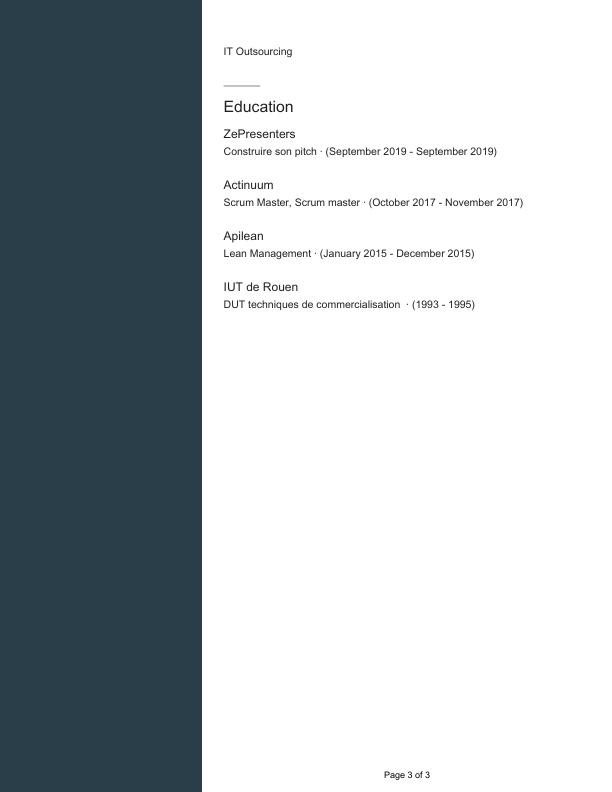 IT Outsourcing
Education
ZePresenters
Construire son pitch · (September 2019 - September 2019)
Actinuum
Scrum Master, Scrum master · (October 2017 - November 2017)
Apilean
Lean Management · (January 2015 - December 2015)
IUT de Rouen
DUT techniques de commercialisation · (1993 - 1995)
Page 3 of 3